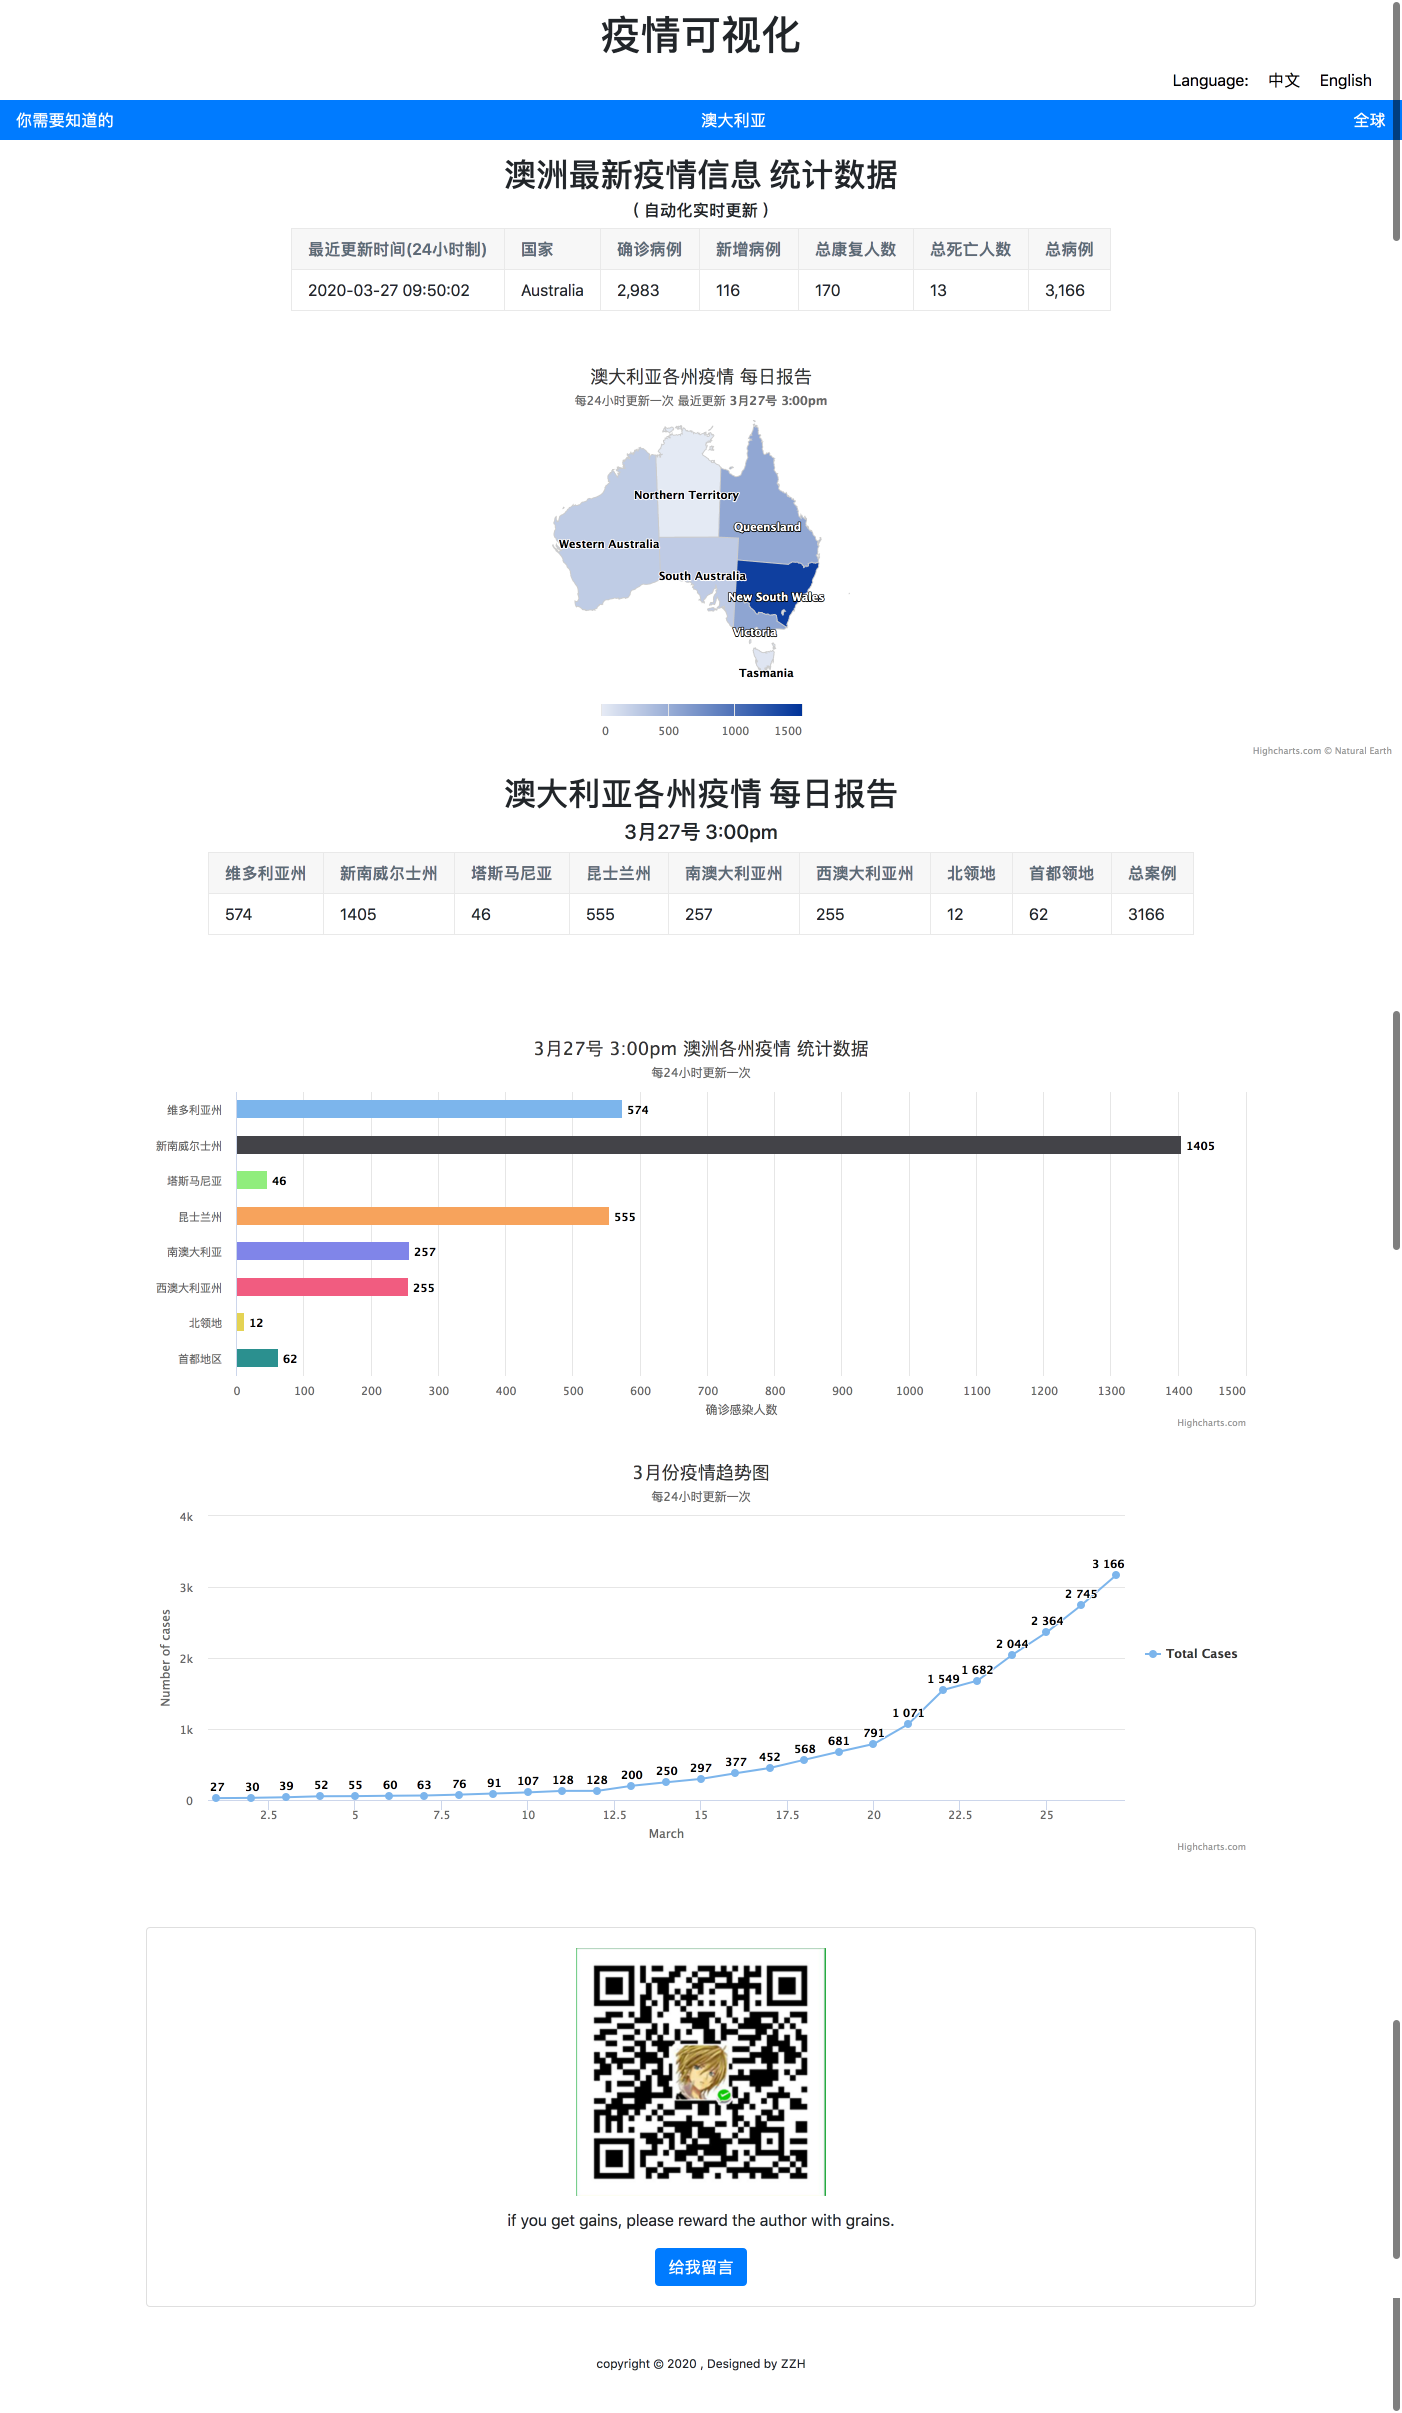 疫情可视化
Language: 中文 English
你需要知道的 澳大利亚 全球
澳洲最新疫情信息 统计数据
( 自动化实时更新 )
最近更新时间(24小时制) 国家 确诊病例 新增病例 总康复人数 总死亡人数 总病例
2020-03-27 09:50:02 Australia 2,983 116 170 13 3,166
澳大利亚各州疫情 每日报告
每24小时更新一次 最近更新 3月27号 3:00pm
Northern Territory
Queensland
Western Australia
South Australia
New South Wales
Victoria
Tasmania
0 500 1000 1500
Highcharts.com © Natural Earth
澳大利亚各州疫情 每日报告
3月27号 3:00pm
维多利亚州 新南威尔士州 塔斯马尼亚 昆士兰州 南澳大利亚州 西澳大利亚州 北领地 首都领地 总案例
574 1405 46 555 257 255 12 62 3166
3月27号 3:00pm 澳洲各州疫情 统计数据
每24小时更新一次
维多利亚州 574
新南威尔士州 1405
塔斯马尼亚 46
昆士兰州 555
南澳大利亚 257
西澳大利亚州 255
北领地 12
首都地区 62
0 100 200 300 400 500 600 700 800 900 1000 1100 1200 1300 1400 1500
确诊感染人数
Highcharts.com
3月份疫情趋势图
每24小时更新一次
4k
3k
2k
1k
0
Number of cases
27 30 39 52 55 60 63 76 91 107 128 128 200 250 297 377 452 568 681 791 1 071 1 549 1 682 2 044 2 364 2 745 3 166
Total Cases
2.5 5 7.5 10 12.5 15 17.5 20 22.5 25
March
Highcharts.com
if you get gains, please reward the author with grains.
给我留言
copyright © 2020 , Designed by ZZH